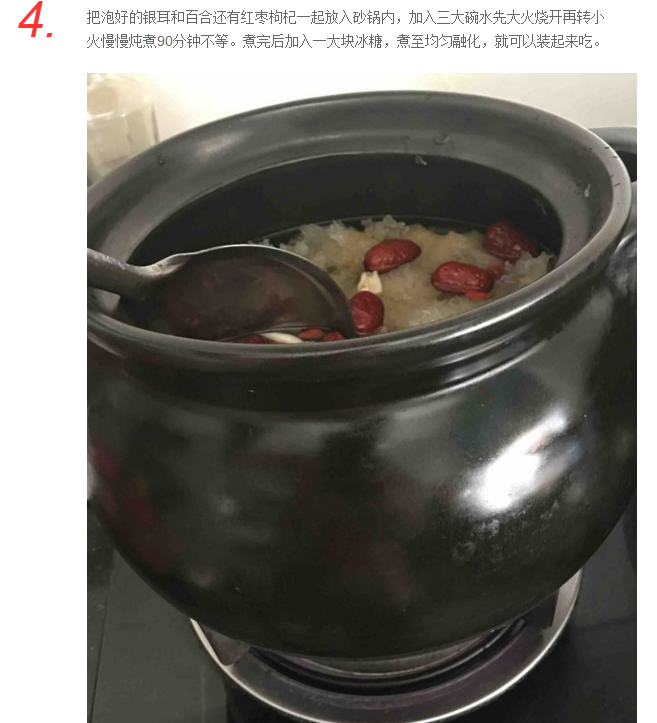 4.
把泡好的银耳和百合还有红枣枸杞一起放入砂锅内，加入三大碗水先大火烧开再转小
火慢慢炖煮90分钟不等。煮完后加入一大块冰糖，煮至均匀融化，就可以装起来吃。